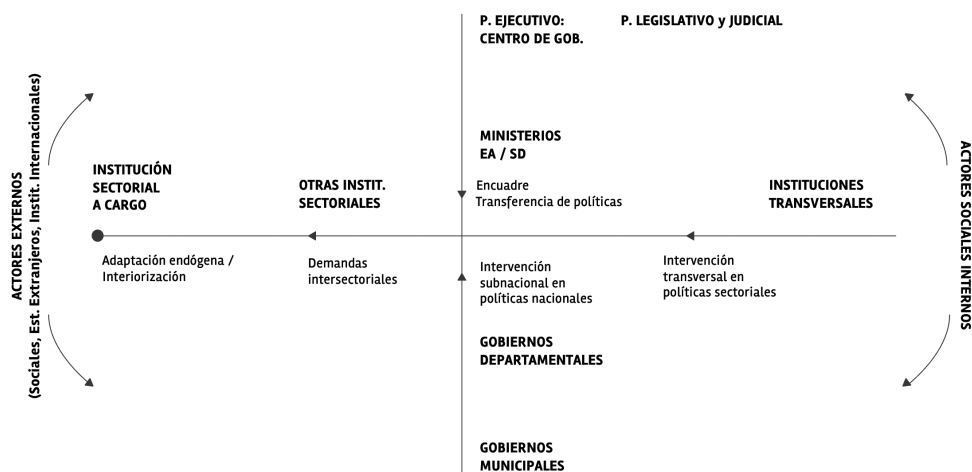 P. EJECUTIVO:
CENTRO DE GOB.
P. LEGISLATIVO y JUDICIAL
ACTORES EXTERNOS
(Sociales, Est. Extranjeros, Instit. Internacionales)
MINISTERIOS
EA / SD
INSTITUCIÓN
SECTORIAL
A CARGO
OTRAS INSTIT.
SECTORIALES
Encuadre
Transferencia de políticas
INSTITUCIONES
TRANSVERSALES
ACTORES SOCIALES INTERNOS
Adaptación endógena /
Interiorización
Demandas
intersectoriales
Intervención
subnacional en
políticas nacionales
Intervención
transversal en
políticas sectoriales
GOBIERNOS
DEPARTAMENTALES
GOBIERNOS
MUNICIPALES